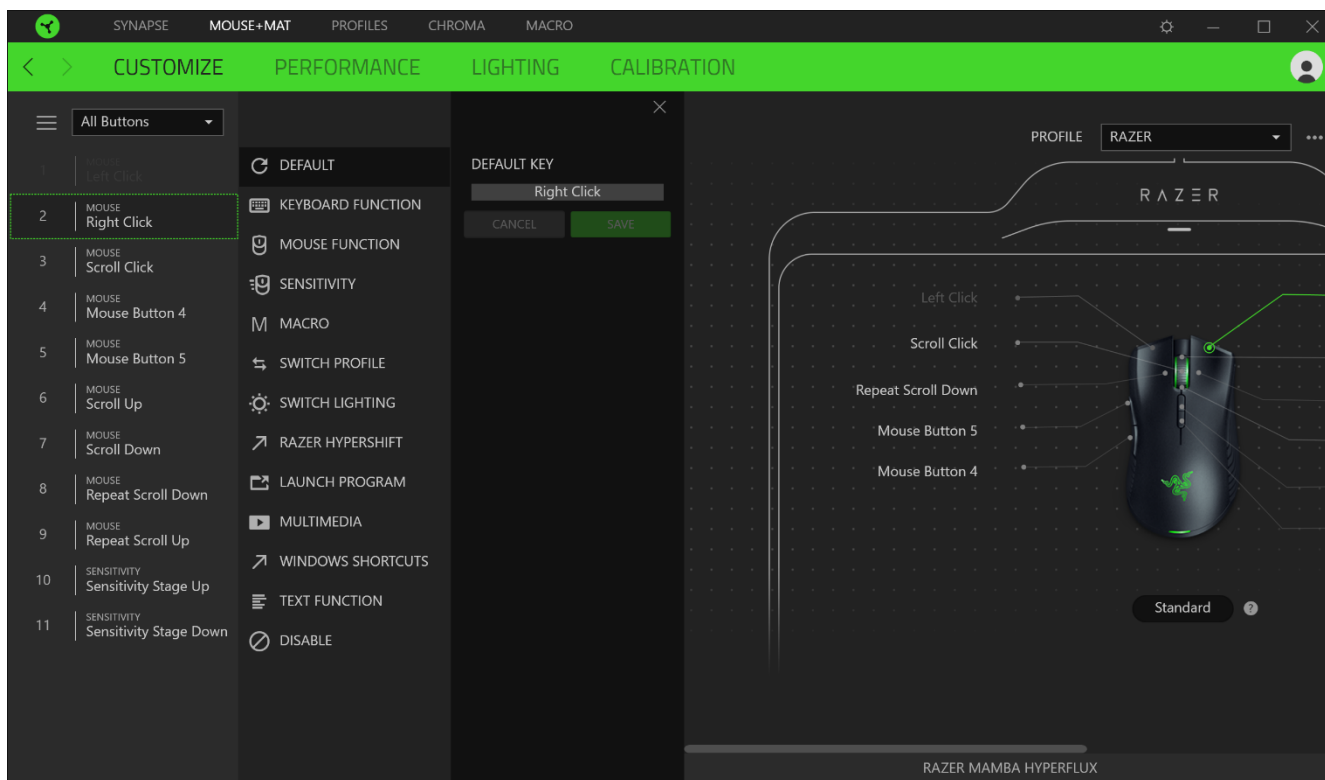 SYNAPSE MOUSE+MAT PROFILES CHROMA MACRO
CUSTOMIZE PERFORMANCE LIGHTING CALIBRATION
All Buttons
1 MOUSE
Left Click
2 MOUSE
Right Click
3 MOUSE
Scroll Click
4 MOUSE
Mouse Button 4
5 MOUSE
Mouse Button 5
6 MOUSE
Scroll Up
7 MOUSE
Scroll Down
8 MOUSE
Repeat Scroll Down
9 MOUSE
Repeat Scroll Up
10 SENSITIVITY
Sensitivity Stage Up
11 SENSITIVITY
Sensitivity Stage Down
DEFAULT
KEYBOARD FUNCTION
MOUSE FUNCTION
SENSITIVITY
M MACRO
SWITCH PROFILE
SWITCH LIGHTING
RAZER HYPERSHIFT
LAUNCH PROGRAM
MULTIMEDIA
WINDOWS SHORTCUTS
TEXT FUNCTION
DISABLE
DEFAULT KEY
Right Click
CANCEL SAVE
PROFILE RAZER
RAZER
Left Click
Scroll Click
Repeat Scroll Down
Mouse Button 5
Mouse Button 4
Standard ?
RAZER MAMBA HYPERFLUX